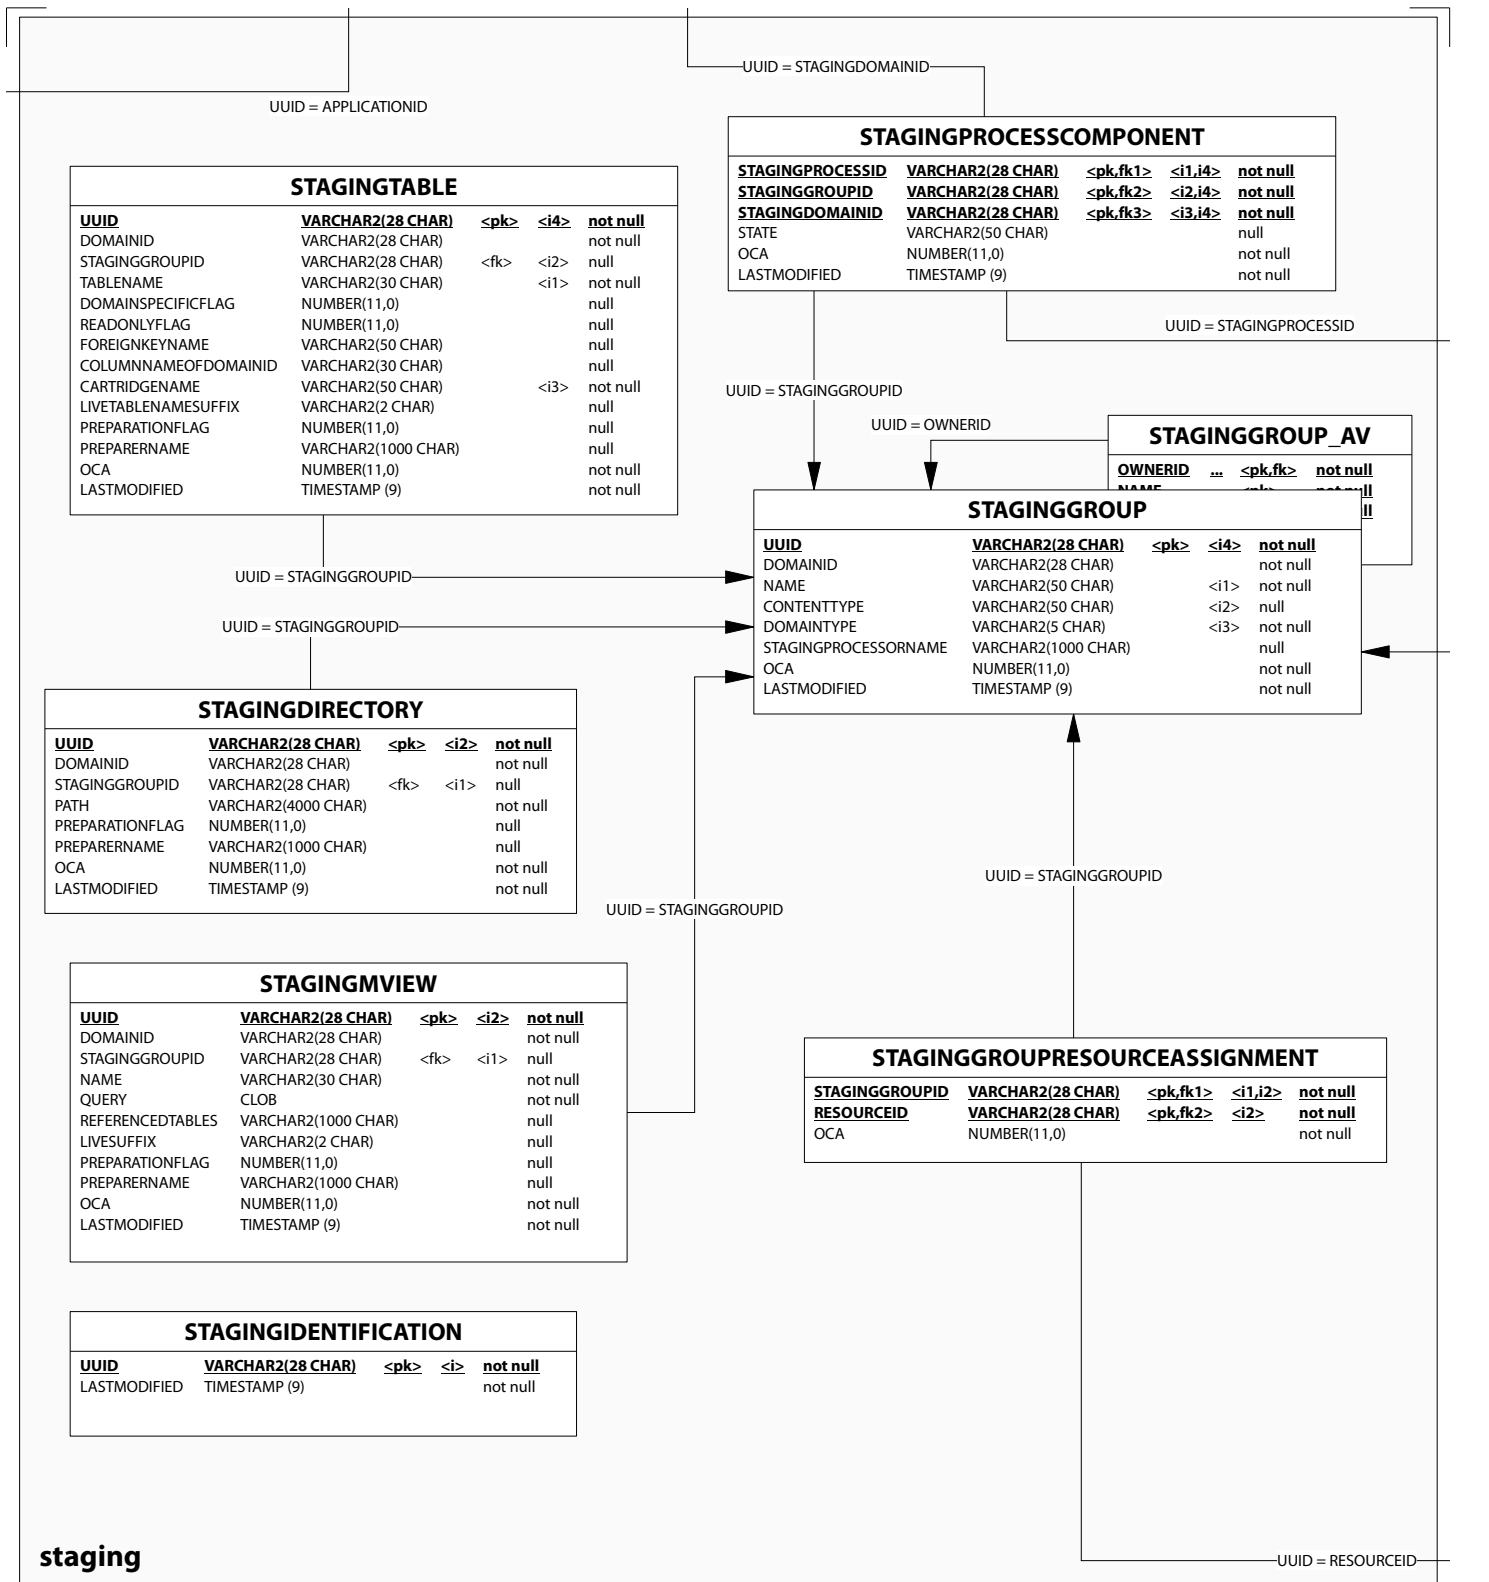 UUID = STAGINGDOMAINID
UUID = APPLICATIONID
STAGINGPROCESSCOMPONENT
STAGINGPROCESSID VARCHAR2(28 CHAR) <pk,fk1> <i1,i4> not null
STAGINGGROUPID VARCHAR2(28 CHAR) <pk,fk2> <i2,i4> not null
STAGINGDOMAINID VARCHAR2(28 CHAR) <pk,fk3> <i3,i4> not null
STATE VARCHAR2(50 CHAR) null
OCA NUMBER(11,0) not null
LASTMODIFIED TIMESTAMP (9) not null
STAGINGTABLE
UUID VARCHAR2(28 CHAR) <pk> <i4> not null
DOMAINID VARCHAR2(28 CHAR) not null
STAGINGGROUPID VARCHAR2(28 CHAR) <fk> <i2> null
TABLENAME VARCHAR2(30 CHAR) <i1> not null
DOMAINSPECIFICFLAG NUMBER(11,0) null
READONLYFLAG NUMBER(11,0) null
FOREIGNKEYNAME VARCHAR2(50 CHAR) null
COLUMNNAMEOFDOMAINID VARCHAR2(30 CHAR) null
CARTRIDGENAME VARCHAR2(50 CHAR) <i3> not null
LIVETABLENAMESUFFIX VARCHAR2(2 CHAR) null
PREPARATIONFLAG NUMBER(11,0) null
PREPARERNAME VARCHAR2(1000 CHAR) null
OCA NUMBER(11,0) not null
LASTMODIFIED TIMESTAMP (9) not null
UUID = STAGINGPROCESSID
UUID = STAGINGGROUPID
UUID = OWNERID
STAGINGGROUP_AV
OWNERID ... <pk,fk> not null
NAME <pk> not null
ll
STAGINGGROUP
UUID VARCHAR2(28 CHAR) <pk> <i4> not null
DOMAINID VARCHAR2(28 CHAR) not null
NAME VARCHAR2(50 CHAR) <i1> not null
CONTENTTYPE VARCHAR2(50 CHAR) <i2> null
DOMAINTYPE VARCHAR2(5 CHAR) <i3> not null
STAGINGPROCESSORNAME VARCHAR2(1000 CHAR) null
OCA NUMBER(11,0) not null
LASTMODIFIED TIMESTAMP (9) not null
UUID = STAGINGGROUPID
UUID = STAGINGGROUPID
STAGINGDIRECTORY
UUID VARCHAR2(28 CHAR) <pk> <i2> not null
DOMAINID VARCHAR2(28 CHAR) not null
STAGINGGROUPID VARCHAR2(28 CHAR) <fk> <i1> null
PATH VARCHAR2(4000 CHAR) not null
PREPARATIONFLAG NUMBER(11,0) null
PREPARERNAME VARCHAR2(1000 CHAR) null
OCA NUMBER(11,0) not null
LASTMODIFIED TIMESTAMP (9) not null
UUID = STAGINGGROUPID
UUID = STAGINGGROUPID
STAGINGMVIEW
UUID VARCHAR2(28 CHAR) <pk> <i2> not null
DOMAINID VARCHAR2(28 CHAR) not null
STAGINGGROUPID VARCHAR2(28 CHAR) <fk> <i1> null
NAME VARCHAR2(30 CHAR) not null
QUERY CLOB not null
REFERENCEDTABLES VARCHAR2(1000 CHAR) null
LIVESUFFIX VARCHAR2(2 CHAR) null
PREPARATIONFLAG NUMBER(11,0) null
PREPARERNAME VARCHAR2(1000 CHAR) null
OCA NUMBER(11,0) not null
LASTMODIFIED TIMESTAMP (9) not null
STAGINGGROUPRESOURCEASSIGNMENT
STAGINGGROUPID VARCHAR2(28 CHAR) <pk,fk1> <i1,i2> not null
RESOURCEID VARCHAR2(28 CHAR) <pk,fk2> <i2> not null
OCA NUMBER(11,0) not null
STAGINGIDENTIFICATION
UUID VARCHAR2(28 CHAR) <pk> <i> not null
LASTMODIFIED TIMESTAMP (9) not null
staging
UUID = RESOURCEID